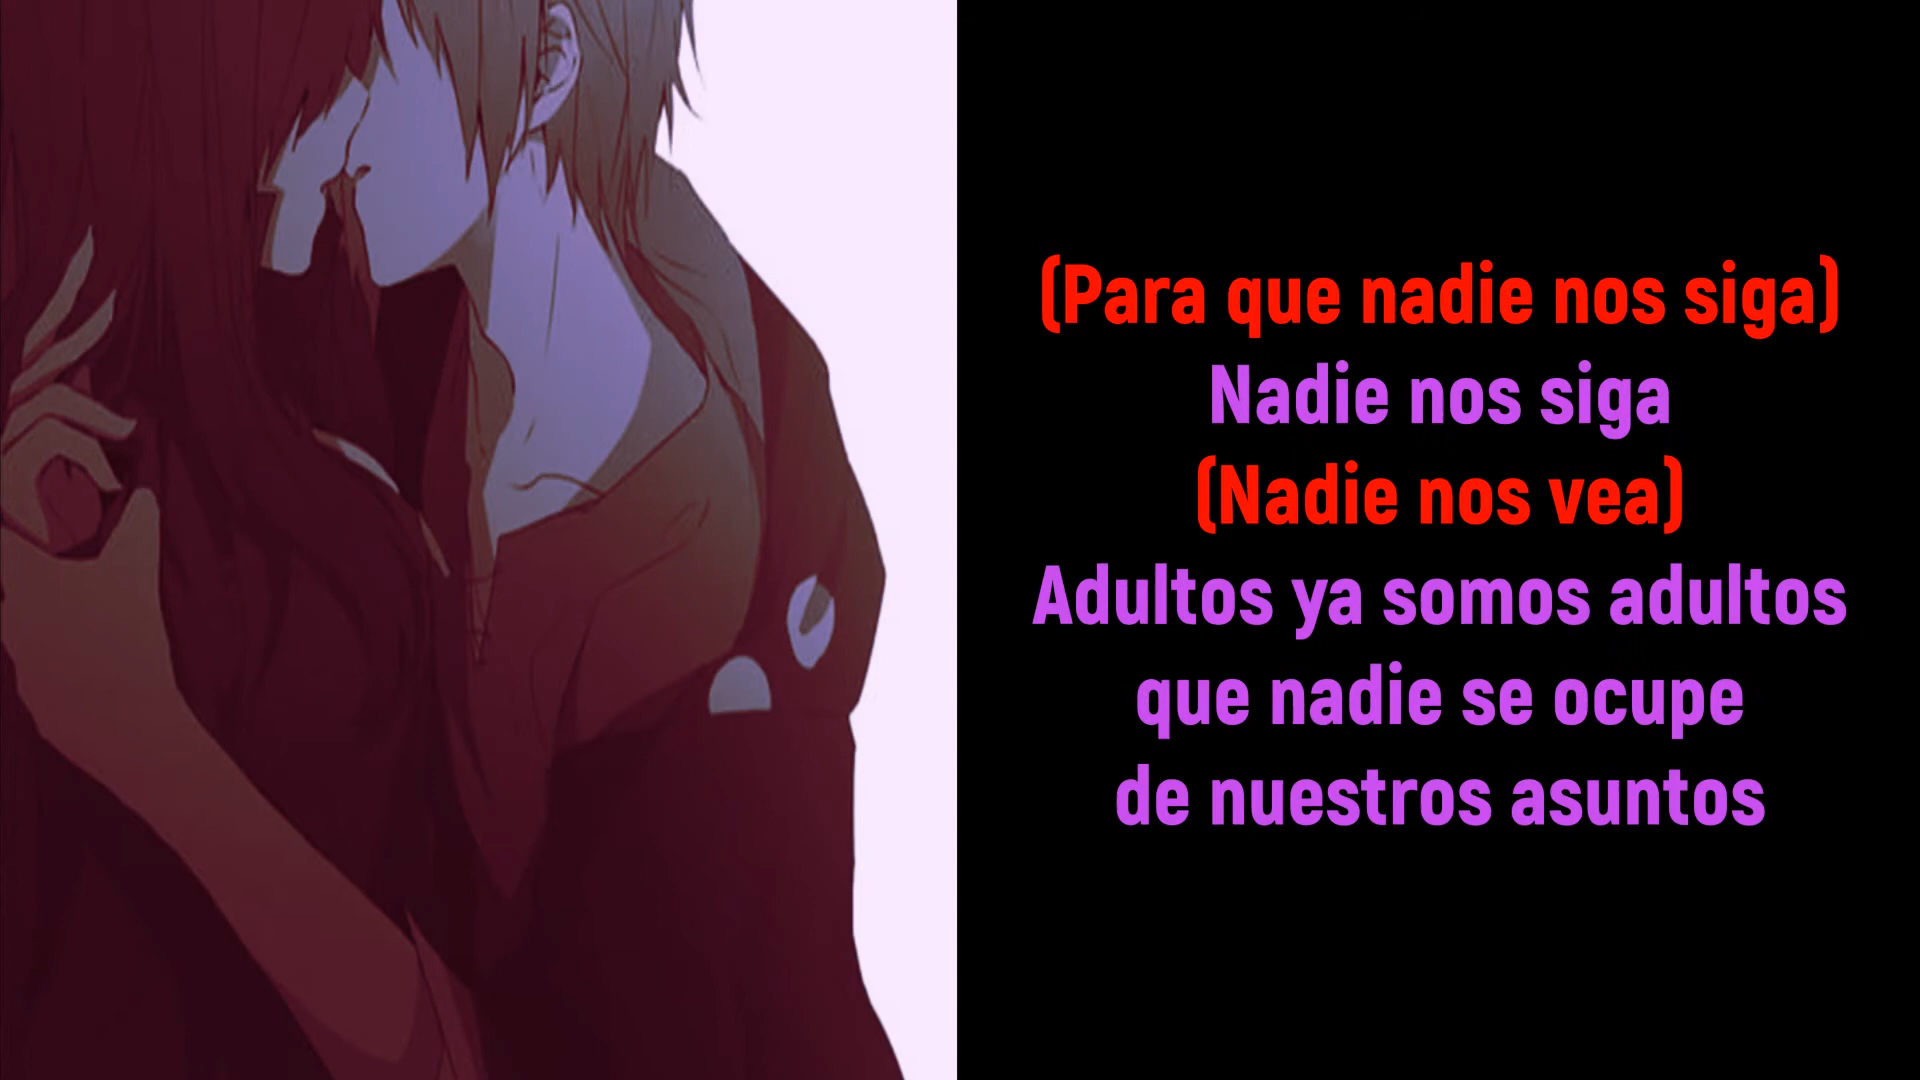 (Para que nadie nos siga)
Nadie nos siga
(Nadie nos vea)
Adultos ya somos adultos
que nadie se ocupe
de nuestros asuntos